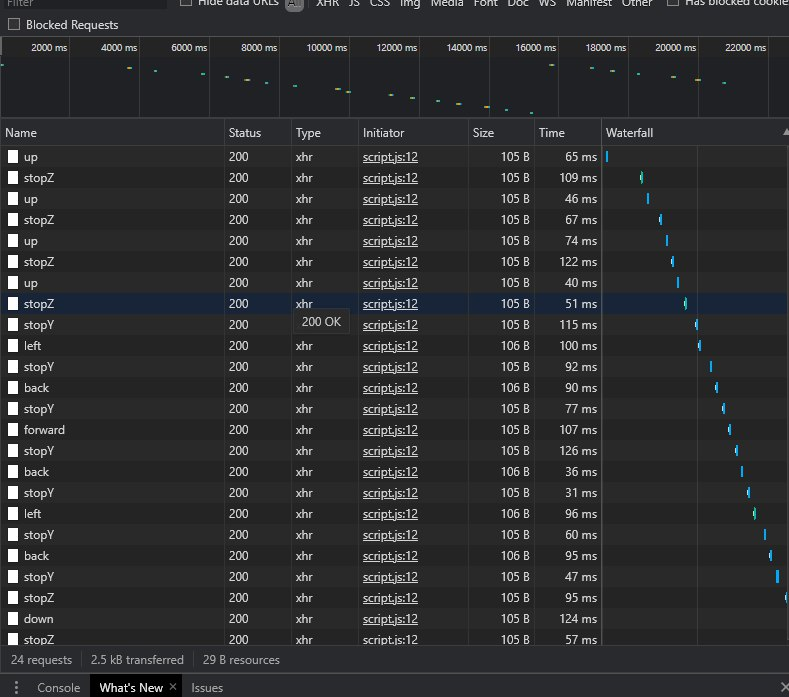 Filter Hide data URLs All XHR JS CSS Img Media Font Doc WS Manifest Other Has blocked cookie
Blocked Requests
2000 ms 4000 ms 6000 ms 8000 ms 10000 ms 12000 ms 14000 ms 16000 ms 18000 ms 20000 ms 22000 ms
Name Status Type Initiator Size Time Waterfall
up 200 xhr script.js:12 105 B 65 ms
stopZ 200 xhr script.js:12 105 B 109 ms
up 200 xhr script.js:12 105 B 46 ms
stopZ 200 xhr script.js:12 105 B 67 ms
up 200 xhr script.js:12 105 B 74 ms
stopZ 200 xhr script.js:12 105 B 122 ms
up 200 xhr script.js:12 105 B 40 ms
stopZ 200 xhr script.js:12 105 B 51 ms
stopY 200 200 OK script.js:12 105 B 115 ms
left 200 xhr script.js:12 106 B 100 ms
stopY 200 xhr script.js:12 105 B 92 ms
back 200 xhr script.js:12 106 B 90 ms
stopY 200 xhr script.js:12 105 B 77 ms
forward 200 xhr script.js:12 105 B 107 ms
stopY 200 xhr script.js:12 105 B 126 ms
back 200 xhr script.js:12 106 B 36 ms
stopY 200 xhr script.js:12 105 B 31 ms
left 200 xhr script.js:12 106 B 96 ms
stopY 200 xhr script.js:12 105 B 60 ms
back 200 xhr script.js:12 106 B 95 ms
stopY 200 xhr script.js:12 105 B 47 ms
stopZ 200 xhr script.js:12 105 B 95 ms
down 200 xhr script.js:12 105 B 124 ms
stopZ 200 xhr script.js:12 105 B 57 ms
24 requests 2.5 kB transferred 29 B resources
Console What's New Issues